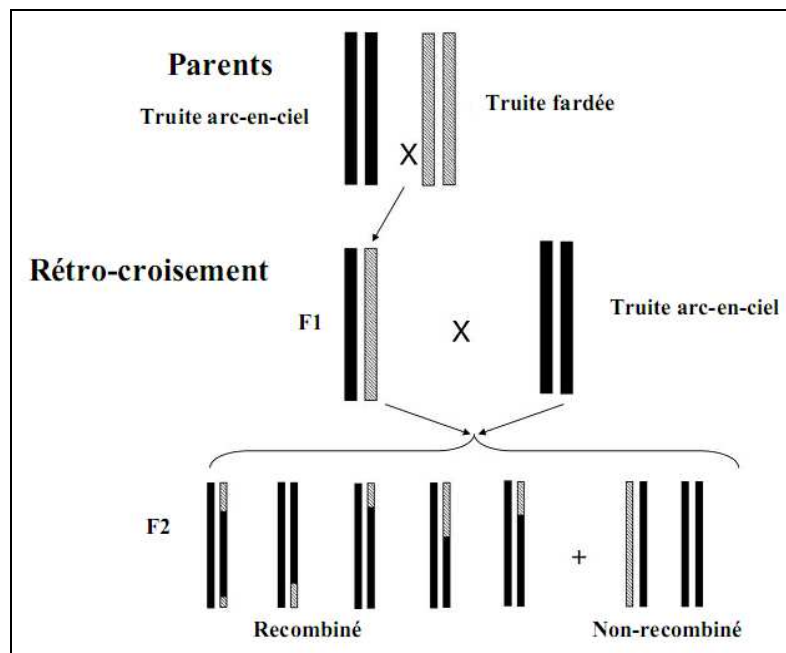 Parents
Truite arc-en-ciel
Truite fardée
X
Rétro-croisement
F1
X
Truite arc-en-ciel
F2
+
Recombiné
Non-recombiné